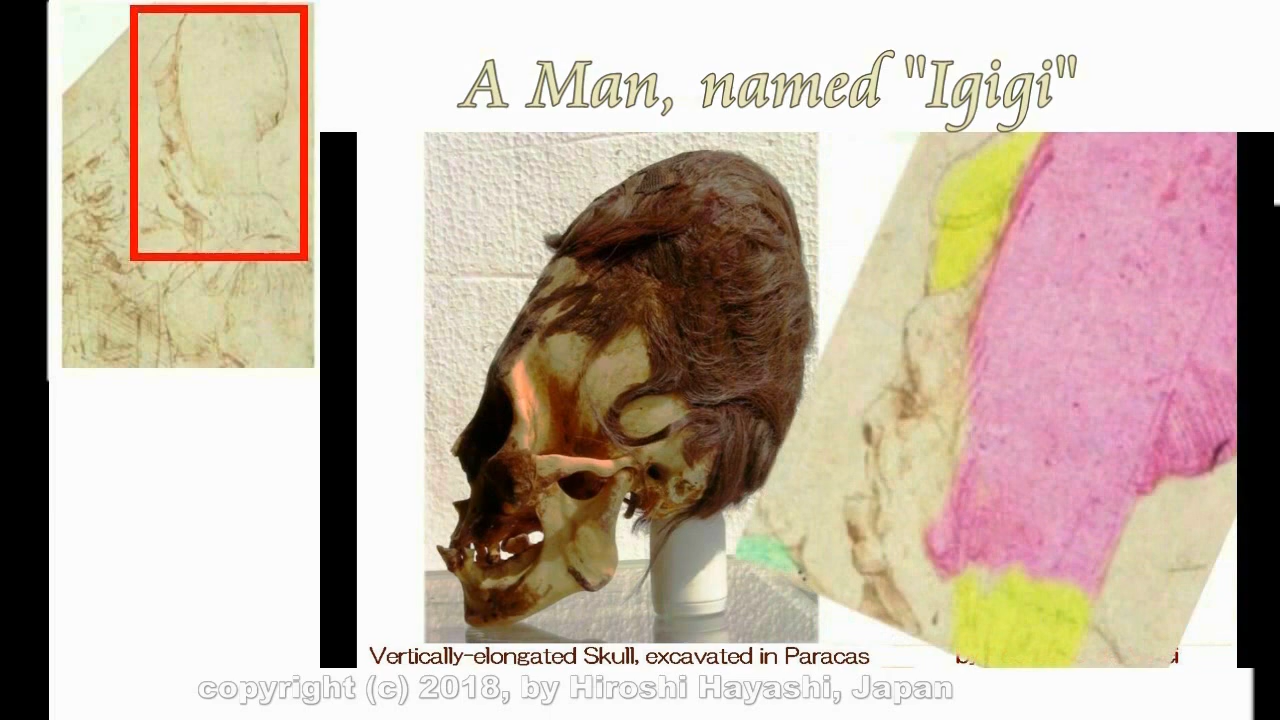 A Man, named "Igigi"
Vertically-elongated Skull, excavated in Paracas
copyright (c) 2018, by Hiroshi Hayashi, Japan